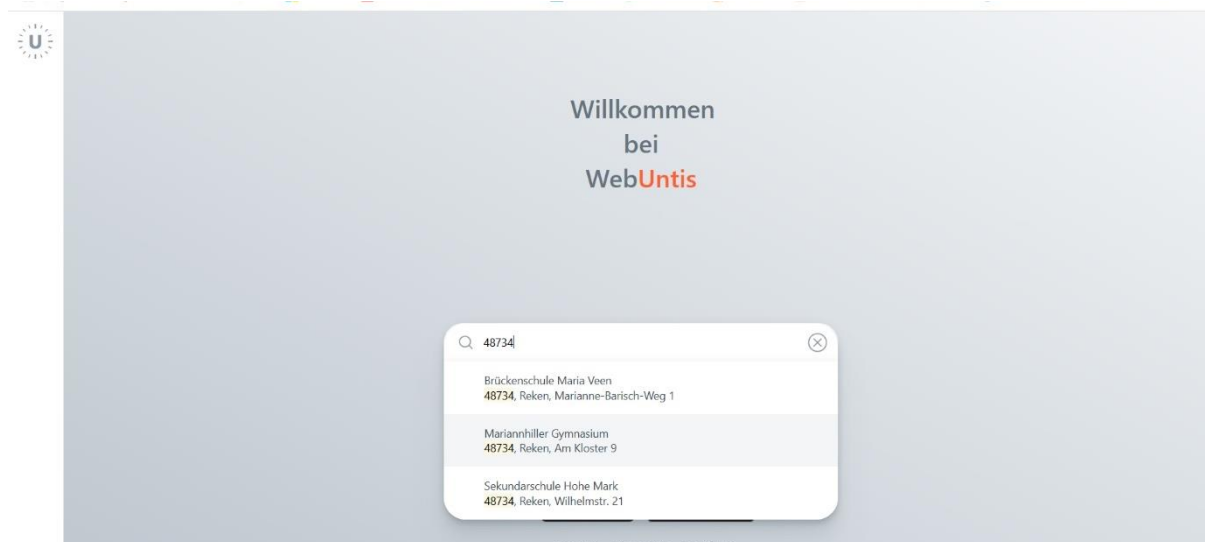 U
Willkommen
bei
WebUntis
48734
Brückenschule Maria Veen
48734, Reken, Marianne-Barisch-Weg 1
Mariannhiller Gymnasium
48734, Reken, Am Kloster 9
Sekundarschule Hohe Mark
48734, Reken, Wilhelmstr. 21